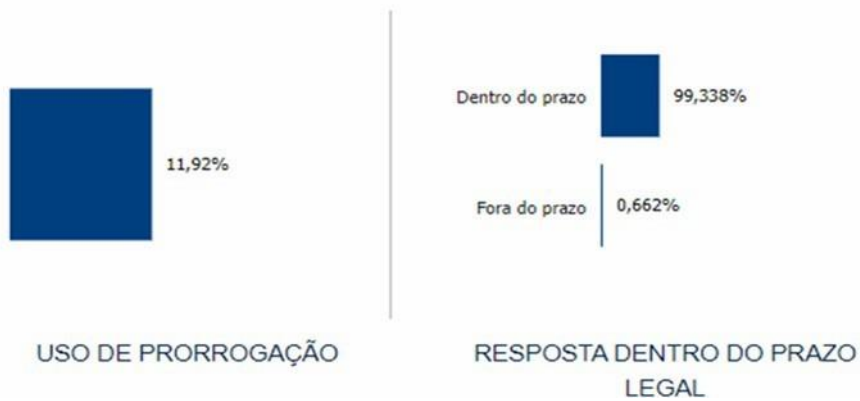 11,92%
USO DE PRORROGAÇÃO
Dentro do prazo 99,338%
Fora do prazo 0,662%
RESPOSTA DENTRO DO PRAZO
LEGAL